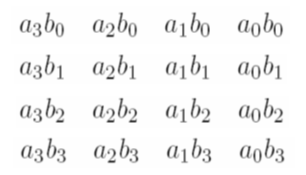 a₃b₀ a₂b₀ a₁b₀ a₀b₀
a₃b₁ a₂b₁ a₁b₁ a₀b₁
a₃b₂ a₂b₂ a₁b₂ a₀b₂
a₃b₃ a₂b₃ a₁b₃ a₀b₃